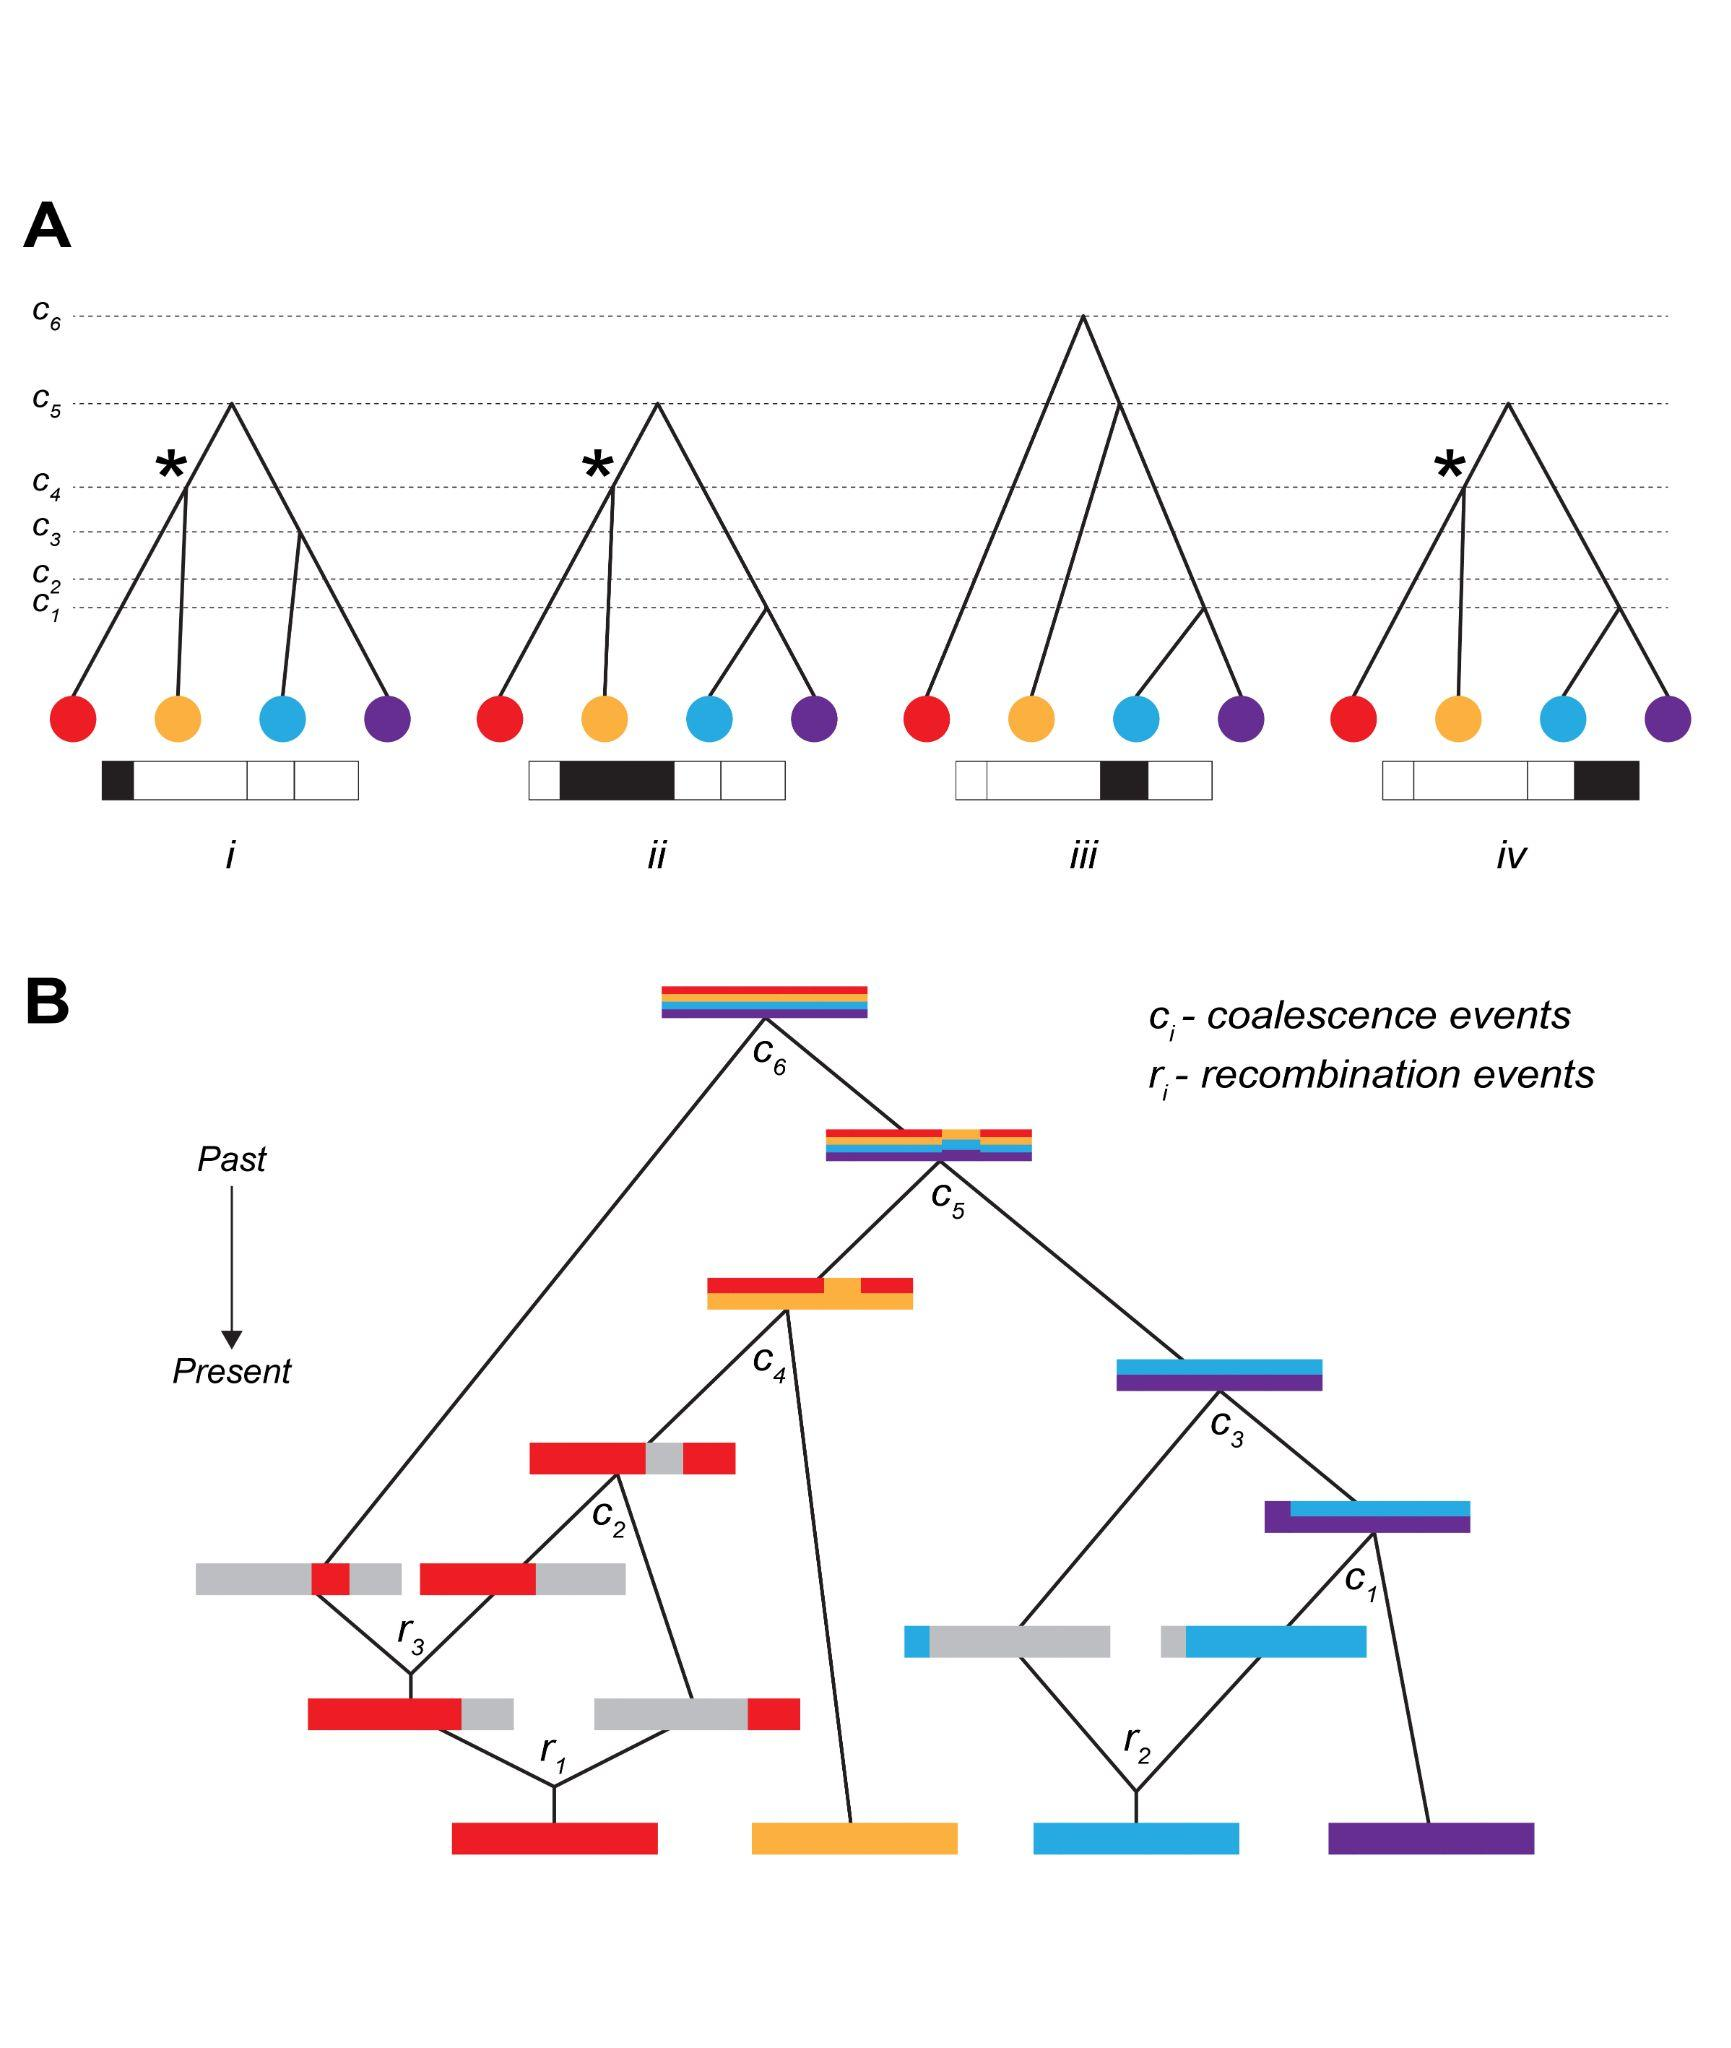 A
c6
c5
* * *
c4
c3
c2
c1
i ii iii iv
B
ci - coalescence events
ri - recombination events
c6
Past
c5
Present
c4
c3
c2
c1
r3
r2
r1